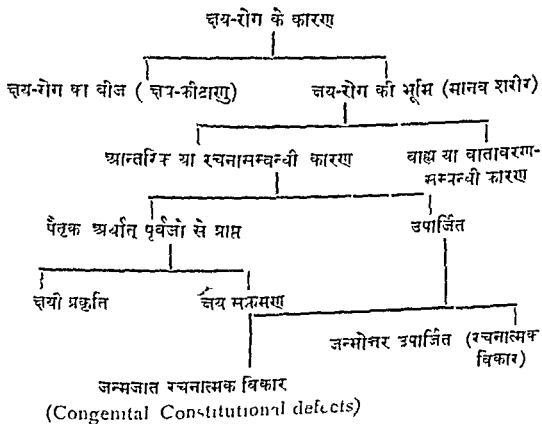 क्षय-रोग के कारण
क्षय-रोग का बीज ( क्षय-कीटाणु) क्षय-रोग की भूमि (मानव शरीर)
आन्तरिक या रचनासम्बन्धी कारण बाह्य या वातावरण-
सम्बन्धी कारण
पैतृक अर्थात् पूर्वजो से प्राप्त उपार्जित
क्षयी प्रकृति क्षय सक्रमण
जन्मोत्तर उपार्जित (रचनात्मक
विकार)
जन्मजात रचनात्मक विकार
(Congenital Constitutional defects)